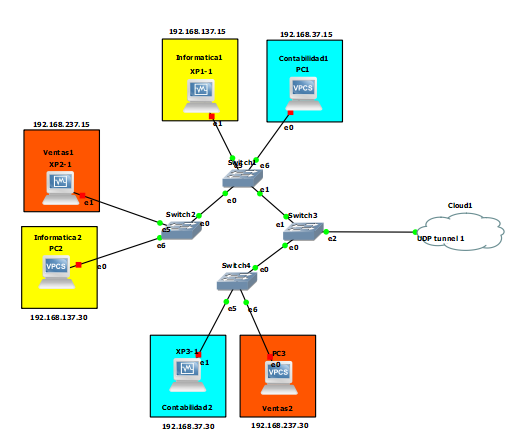 192.168.137.15
Informatica1
XP1-1
e1
192.168.37.15
Contabilidad1
PC1
VPCS
e0
192.168.237.15
Ventas1
XP2-1
e1
Switch1
e5
e6
e0
e1
Switch2
e0
e5
e6
Informatica 2
PC2
VPCS
e0
192.168.137.30
Switch3
e1
e0
e2
Cloud1
UDP tunnel 1
Switch4
e0
e5
e6
XP3-1
e1
Contabilidad2
192.168.37.30
PC3
e0
VPCS
Ventas2
192.168.237.30